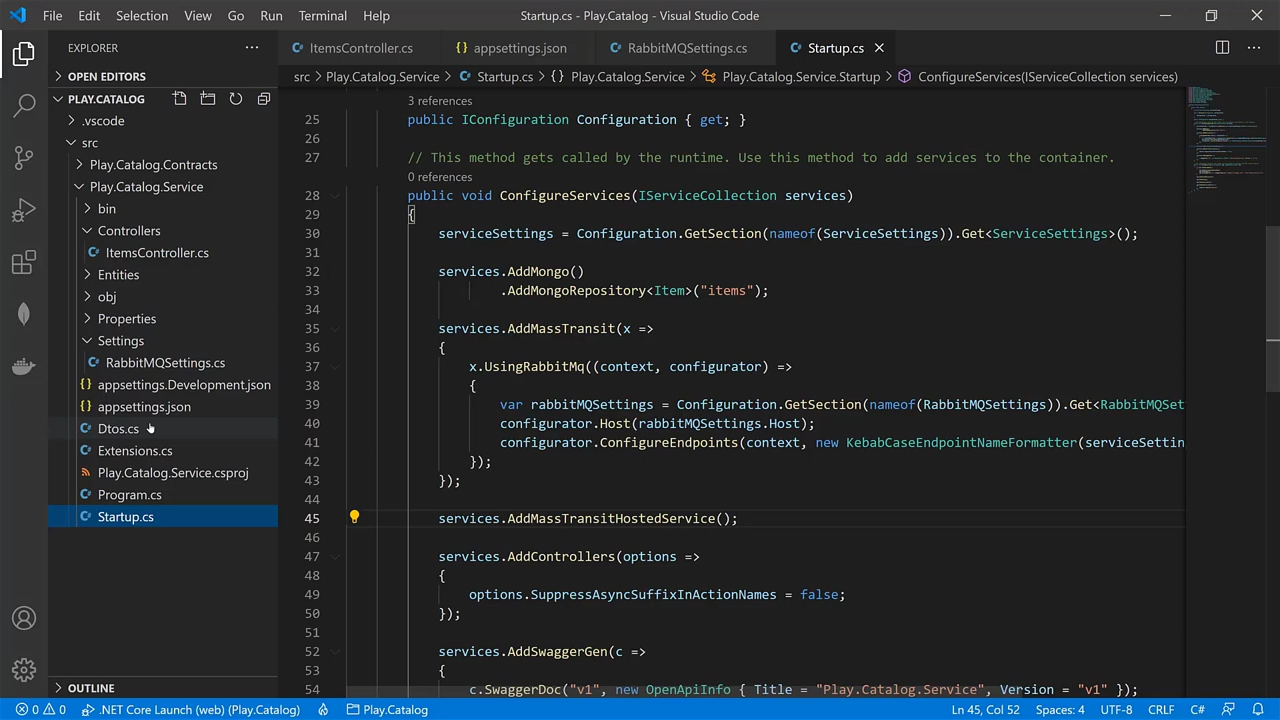 File Edit Selection View Go Run Terminal Help
Startup.cs - Play.Catalog - Visual Studio Code
EXPLORER
OPEN EDITORS
PLAY.CATALOG
.vscode
src
Play.Catalog.Contracts
Play.Catalog.Service
bin
Controllers
ItemsController.cs
Entities
obj
Properties
Settings
RabbitMQSettings.cs
appsettings.Development.json
appsettings.json
Dtos.cs
Extensions.cs
Play.Catalog.Service.csproj
Program.cs
Startup.cs
OUTLINE
ItemsController.cs appsettings.json RabbitMQSettings.cs Startup.cs
src Play.Catalog.Service Startup.cs {} Play.Catalog.Service Play.Catalog.Service.Startup ConfigureServices(IServiceCollection services)
3 references
25 public IConfiguration Configuration { get; }
26
27 // This method gets called by the runtime. Use this method to add services to the container.
0 references
28 public void ConfigureServices(IServiceCollection services)
29 {
30 serviceSettings = Configuration.GetSection(nameof(ServiceSettings)).Get<ServiceSettings>();
31
32 services.AddMongo()
33 .AddMongoRepository<Item>("items");
34
35 services.AddMassTransit(x =>
36 {
37 x.UsingRabbitMq((context, configurator) =>
38 {
39 var rabbitMQSettings = Configuration.GetSection(nameof(RabbitMQSettings)).Get<RabbitMQSet
40 configurator.Host(rabbitMQSettings.Host);
41 configurator.ConfigureEndpoints(context, new KebabCaseEndpointNameFormatter(serviceSettin
42 });
43 });
44
45 services.AddMassTransitHostedService();
46
47 services.AddControllers(options =>
48 {
49 options.SuppressAsyncSuffixInActionNames = false;
50 });
51
52 services.AddSwaggerGen(c =>
53 {
54 c.SwaggerDoc("v1", new OpenApiInfo { Title = "Play.Catalog.Service", Version = "v1" });
0 0 .NET Core Launch (web) (Play.Catalog) Play.Catalog Ln 45, Col 52 Spaces: 4 UTF-8 CRLF C#